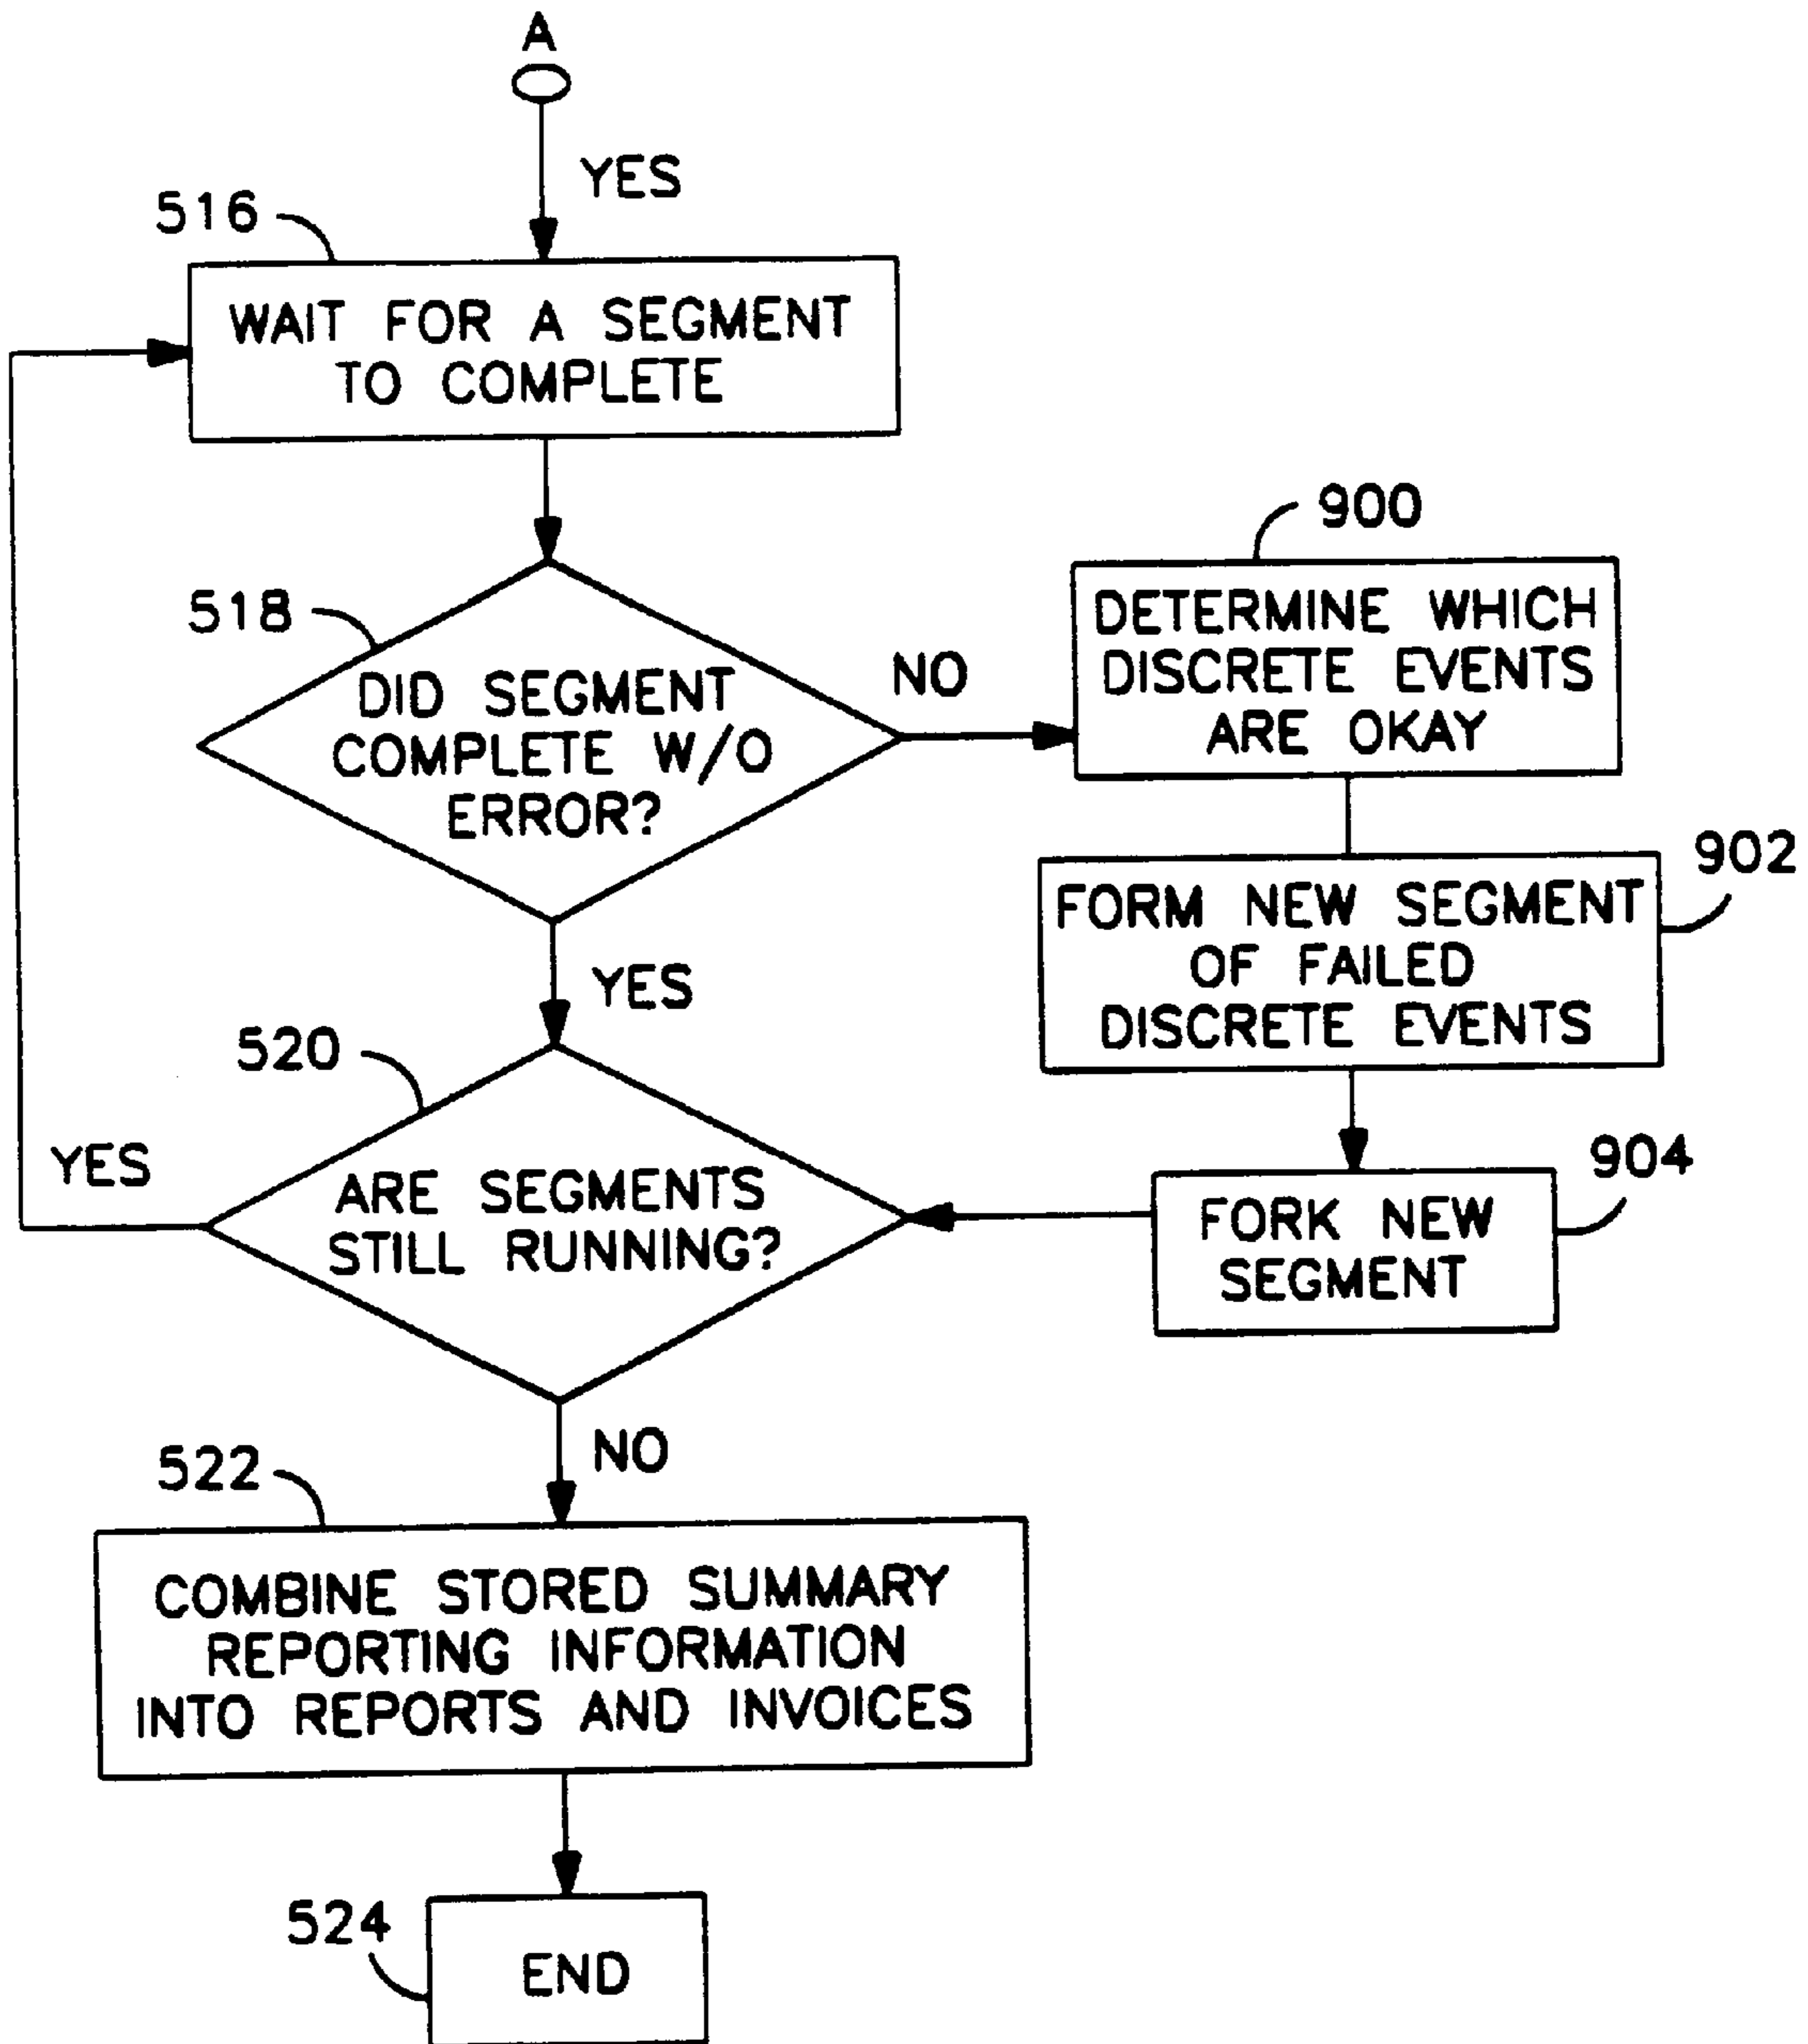 A
YES
516
WAIT FOR A SEGMENT
TO COMPLETE
518
DID SEGMENT
COMPLETE W/O
ERROR?
NO
900
DETERMINE WHICH
DISCRETE EVENTS
ARE OKAY
902
FORM NEW SEGMENT
OF FAILED
DISCRETE EVENTS
YES
520
YES
ARE SEGMENTS
STILL RUNNING?
904
FORK NEW
SEGMENT
NO
522
COMBINE STORED SUMMARY
REPORTING INFORMATION
INTO REPORTS AND INVOICES
524
END